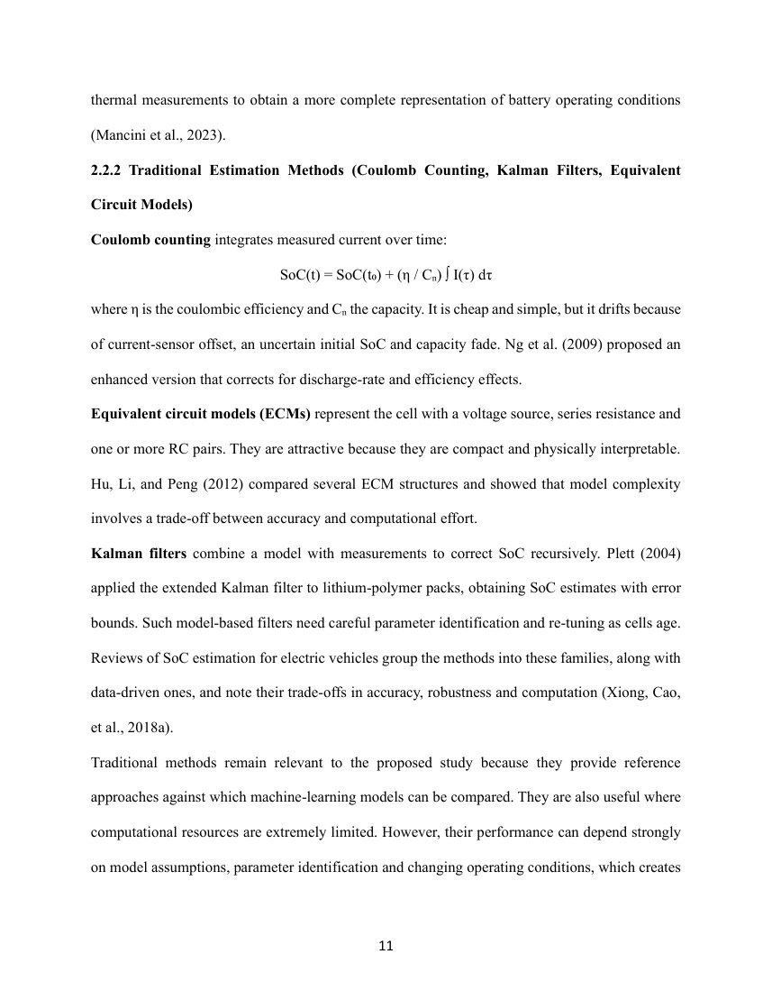 thermal measurements to obtain a more complete representation of battery operating conditions
(Mancini et al., 2023).
2.2.2 Traditional Estimation Methods (Coulomb Counting, Kalman Filters, Equivalent
Circuit Models)
Coulomb counting integrates measured current over time:
SoC(t) = SoC(t₀) + (η / Cₙ) ∫ I(τ) dτ
where η is the coulombic efficiency and Cₙ the capacity. It is cheap and simple, but it drifts because
of current-sensor offset, an uncertain initial SoC and capacity fade. Ng et al. (2009) proposed an
enhanced version that corrects for discharge-rate and efficiency effects.
Equivalent circuit models (ECMs) represent the cell with a voltage source, series resistance and
one or more RC pairs. They are attractive because they are compact and physically interpretable.
Hu, Li, and Peng (2012) compared several ECM structures and showed that model complexity
involves a trade-off between accuracy and computational effort.
Kalman filters combine a model with measurements to correct SoC recursively. Plett (2004)
applied the extended Kalman filter to lithium-polymer packs, obtaining SoC estimates with error
bounds. Such model-based filters need careful parameter identification and re-tuning as cells age.
Reviews of SoC estimation for electric vehicles group the methods into these families, along with
data-driven ones, and note their trade-offs in accuracy, robustness and computation (Xiong, Cao,
et al., 2018a).
Traditional methods remain relevant to the proposed study because they provide reference
approaches against which machine-learning models can be compared. They are also useful where
computational resources are extremely limited. However, their performance can depend strongly
on model assumptions, parameter identification and changing operating conditions, which creates
11